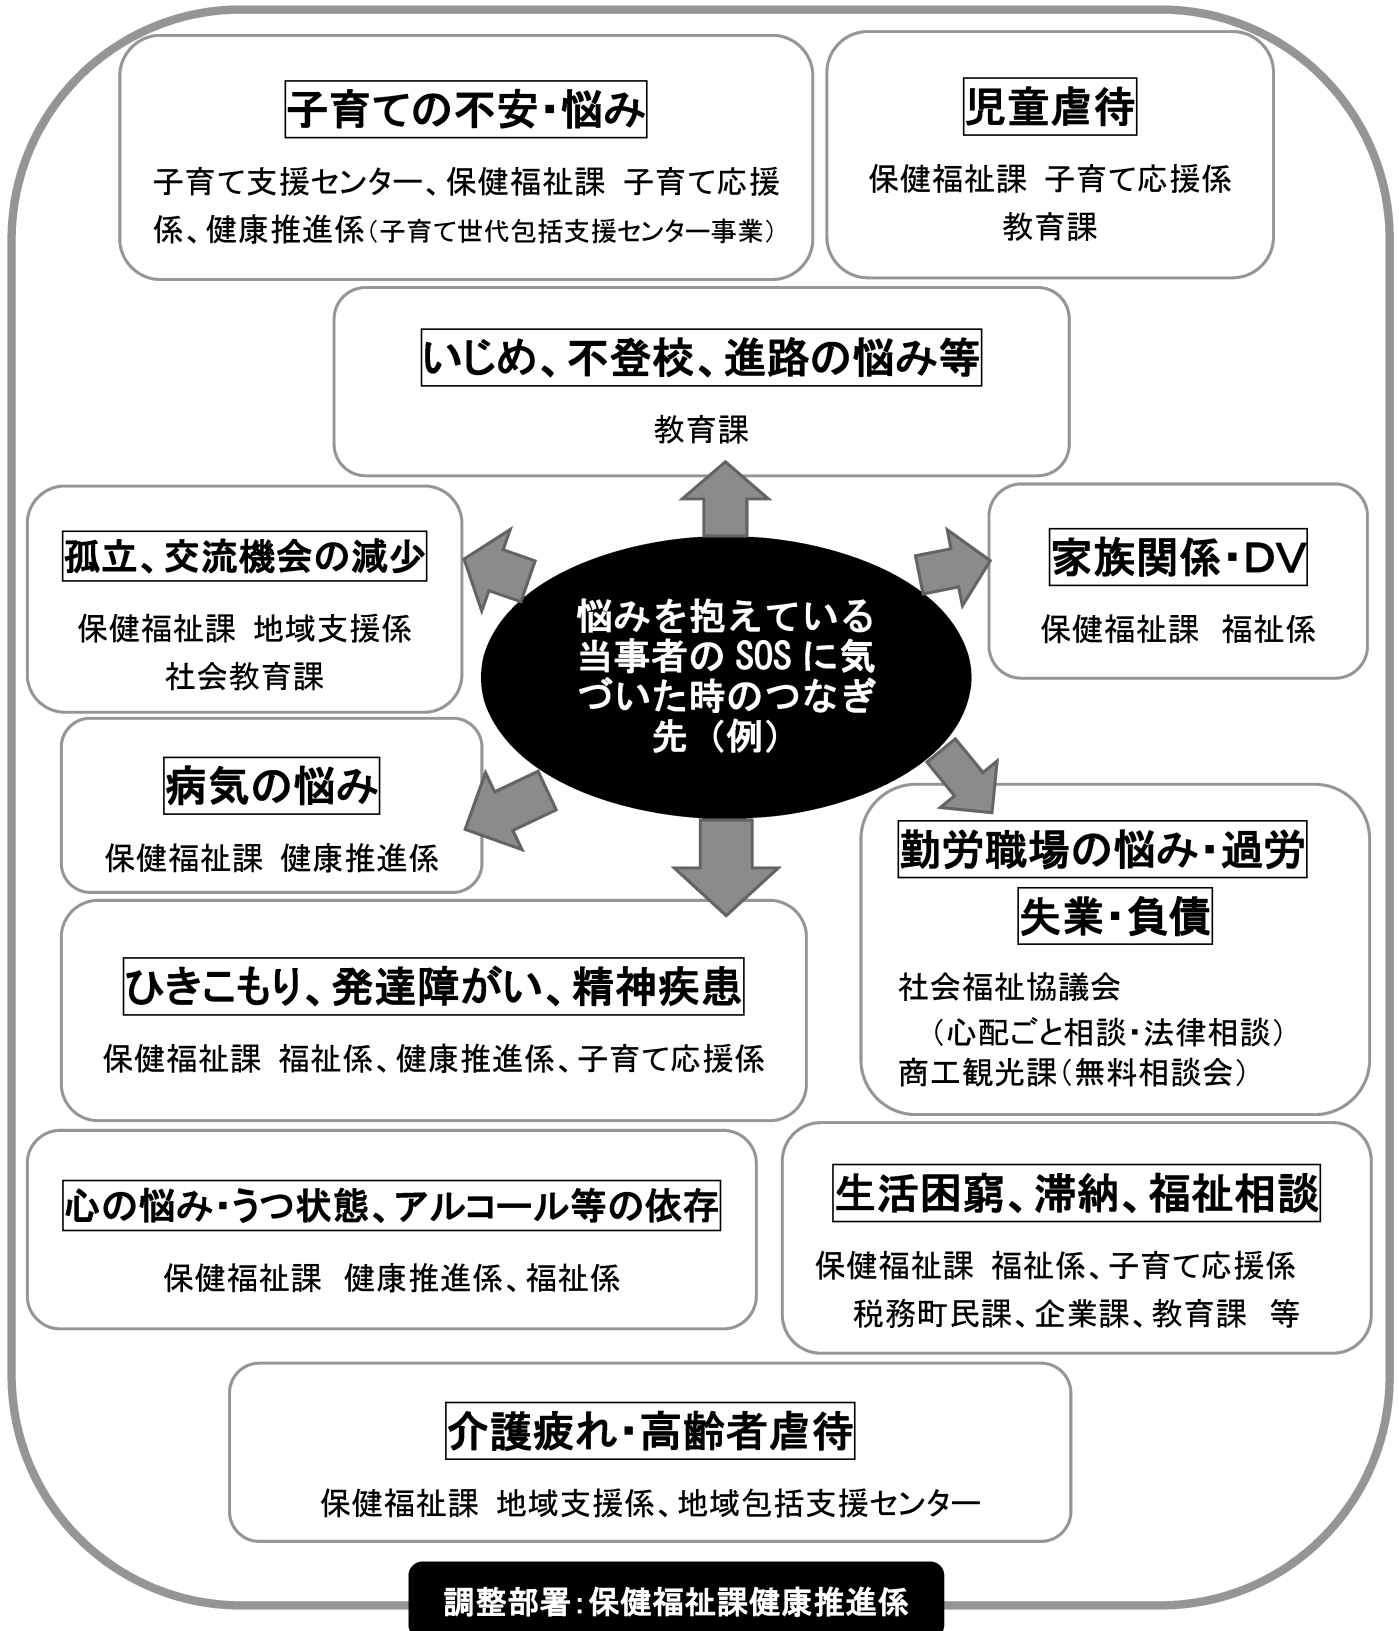 子育ての不安・悩み
子育て支援センター、保健福祉課 子育て応援
係、健康推進係（子育て世代包括支援センター事業）
児童虐待
保健福祉課 子育て応援係
教育課
いじめ、不登校、進路の悩み等
教育課
孤立、交流機会の減少
保健福祉課 地域支援係
社会教育課
家族関係・ＤＶ
保健福祉課 福祉係
悩みを抱えている
当事者の SOS に気
づいた時のつなぎ
先（例）
病気の悩み
保健福祉課 健康推進係
勤労職場の悩み・過労
失業・負債
社会福祉協議会
（心配ごと相談・法律相談）
商工観光課（無料相談会）
ひきこもり、発達障がい、精神疾患
保健福祉課 福祉係、健康推進係、子育て応援係
心の悩み・うつ状態、アルコール等の依存
保健福祉課 健康推進係、福祉係
生活困窮、滞納、福祉相談
保健福祉課 福祉係、子育て応援係
税務町民課、企業課、教育課 等
介護疲れ・高齢者虐待
保健福祉課 地域支援係、地域包括支援センター
調整部署：保健福祉課健康推進係